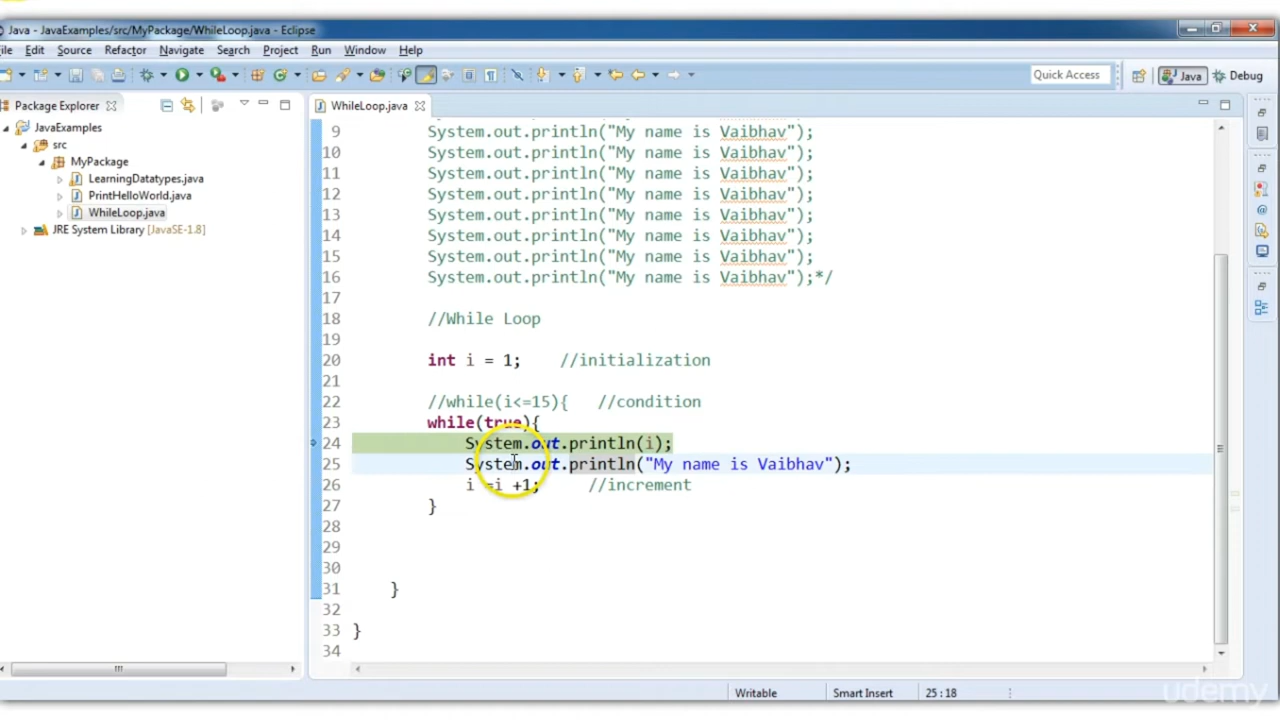 Java - JavaExamples/src/MyPackage/WhileLoop.java - Eclipse
ile Edit Source Refactor Navigate Search Project Run Window Help
Quick Access Java Debug
Package Explorer WhileLoop.java
JavaExamples
src
MyPackage
LearningDatatypes.java
PrintHelloWorld.java
WhileLoop.java
JRE System Library [JavaSE-1.8]
9 System.out.println("My name is Vaibhav");
10 System.out.println("My name is Vaibhav");
11 System.out.println("My name is Vaibhav");
12 System.out.println("My name is Vaibhav");
13 System.out.println("My name is Vaibhav");
14 System.out.println("My name is Vaibhav");
15 System.out.println("My name is Vaibhav");
16 System.out.println("My name is Vaibhav");*/
17
18 //While Loop
19
20 int i = 1; //initialization
21
22 //while(i<=15){ //condition
23 while(true){
24 System.out.println(i);
25 System.out.println("My name is Vaibhav");
26 i =i +1; //increment
27 }
28
29
30
31 }
32
33 }
34
Writable Smart Insert 25 : 18
udemy